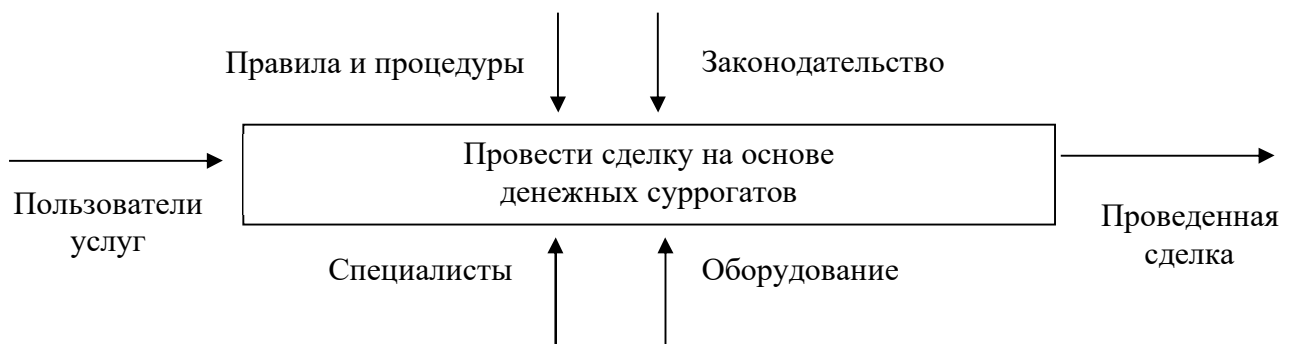 Правила и процедуры
Законодательство
Провести сделку на основе
денежных суррогатов
Пользователи
услуг
Проведенная
сделка
Специалисты
Оборудование